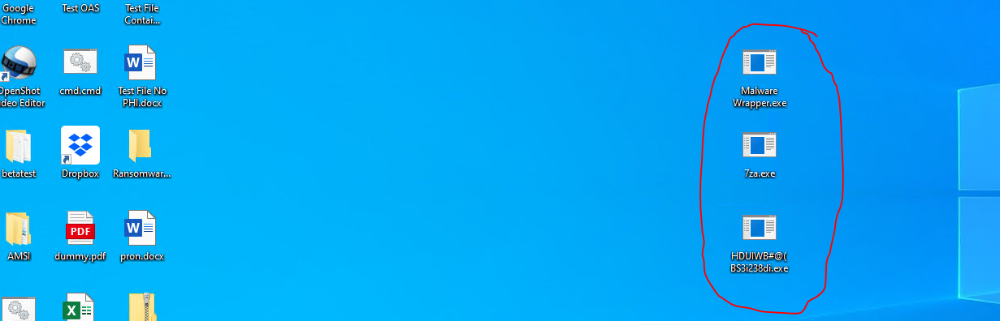 Google
Chrome
Test OAS
Test File
Contai...
OpenShot
deo Editor
cmd.cmd
Test File No
PHI.docx
betatest
Dropbox
Ransomwar...
AMSI
PDF
dummy.pdf
W
pron.docx
X
W
Malware
Wrapper.exe
7za.exe
HDUIWB#@(
BS3i238di.exe